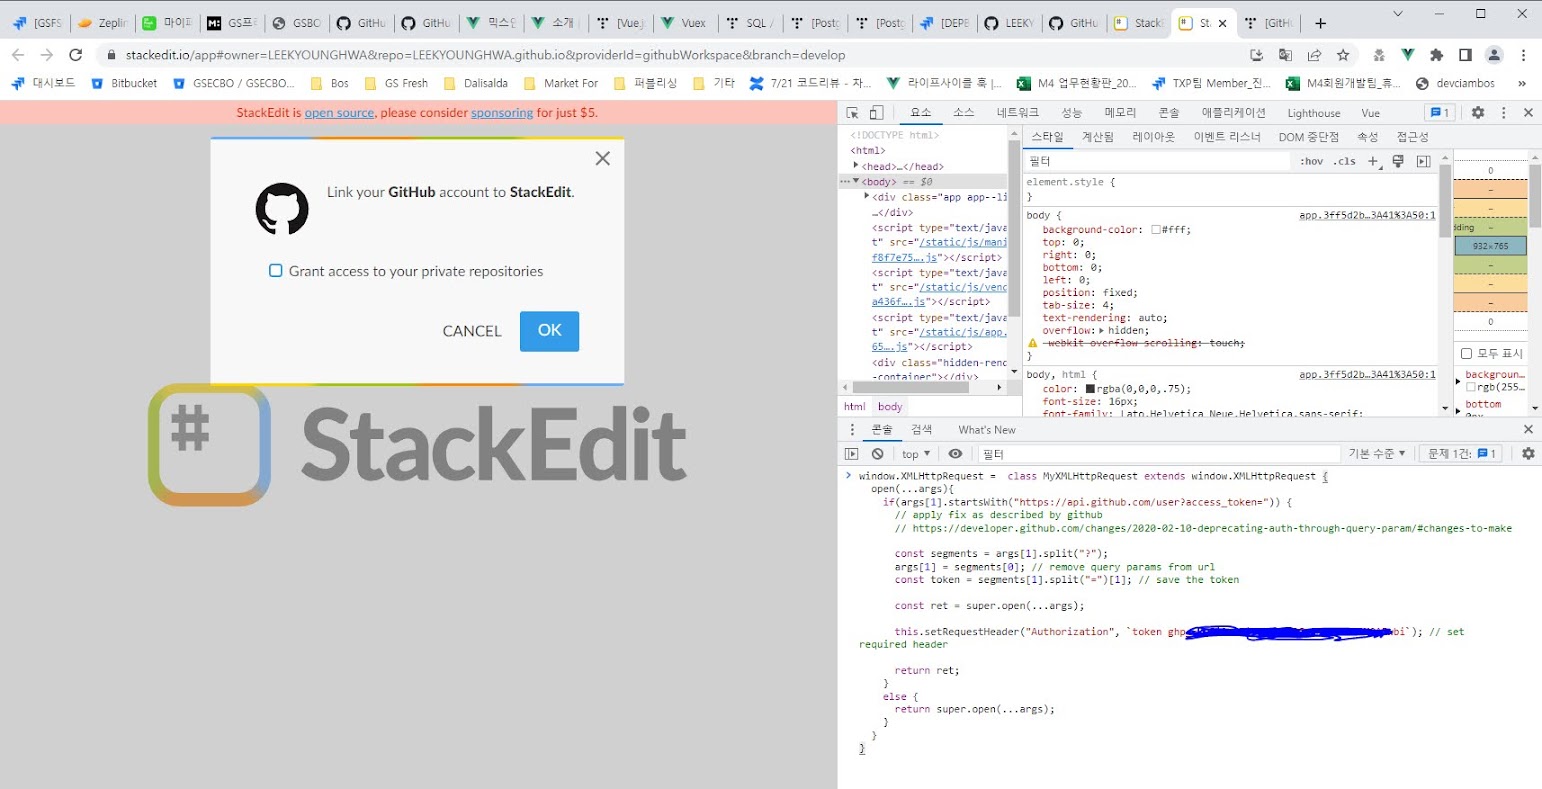 [GSFS
Zeplin
마이피
GS프리
GSBO
GitHu
GitHu
믹스인
소개
[Vue.j
Vuex
SQL /
[Postg
[Postg
[DEPE
LEEKY
GitHu
StackE
St
[GitHu
stackedit.io/app#owner=LEEKYOUNGHWA&repo=LEEKYOUNGHWA.github.io&providerId=githubWorkspace&branch=develop
대시보드
Bitbucket
GSECBO / GSECBO...
Bos
GS Fresh
Dalisalda
Market For
퍼블리싱
기타
7/21 코드리뷰 - 자...
라이프사이클 훅 |...
M4 업무현황판_20...
TXP팀 Member_진...
M4회원개발팀_휴...
devciambos
»
StackEdit is open source, please consider sponsoring for just $5.
Link your GitHub account to StackEdit.
Grant access to your private repositories
CANCEL
OK
#
StackEdit
요소
소스
네트워크
성능
메모리
콘솔
애플리케이션
Lighthouse
Vue
1
<!DOCTYPE html>
<html>
<head>…</head>
<body> == $0
<div class="app app--li
…</div>
<script type="text/java
t" src="/static/js/mani
f8f7e75….js"></script>
<script type="text/java
t" src="/static/js/vend
a436f….js"></script>
<script type="text/java
t" src="/static/js/app.
65….js"></script>
<div class="hidden-rend
-container"></div>
html
body
스타일
계산됨
레이아웃
이벤트 리스너
DOM 중단점
속성
접근성
필터
:hov
.cls
+
element.style {
}
body {
app.3ff5d2b…3A41%3A50:1
background-color: #fff;
top: 0;
right: 0;
bottom: 0;
left: 0;
position: fixed;
tab-size: 4;
text-rendering: auto;
overflow: hidden;
-webkit-overflow-scrolling: touch;
}
body, html {
app.3ff5d2b…3A41%3A50:1
color: rgba(0,0,0,.75);
font-size: 16px;
font-family: Lato,Helvetica Neue,Helvetica,sans-serif;
0
–
–
dding –
932×765
–
–
–
0
모두 표시
backgroun…
rgb(255…
bottom
0px
콘솔
검색
What's New
top
필터
기본 수준
문제 1건:
1
window.XMLHttpRequest =  class MyXMLHttpRequest extends window.XMLHttpRequest {
open(...args){
if(args[1].startsWith("https://api.github.com/user?access_token=")) {
// apply fix as described by github
// https://developer.github.com/changes/2020-02-10-deprecating-auth-through-query-param/#changes-to-make
const segments = args[1].split("?");
args[1] = segments[0]; // remove query params from url
const token = segments[1].split("=")[1]; // save the token
const ret = super.open(...args);
this.setRequestHeader("Authorization", `token ghp bi`); // set
required header
return ret;
}
else {
return super.open(...args);
}
}
}